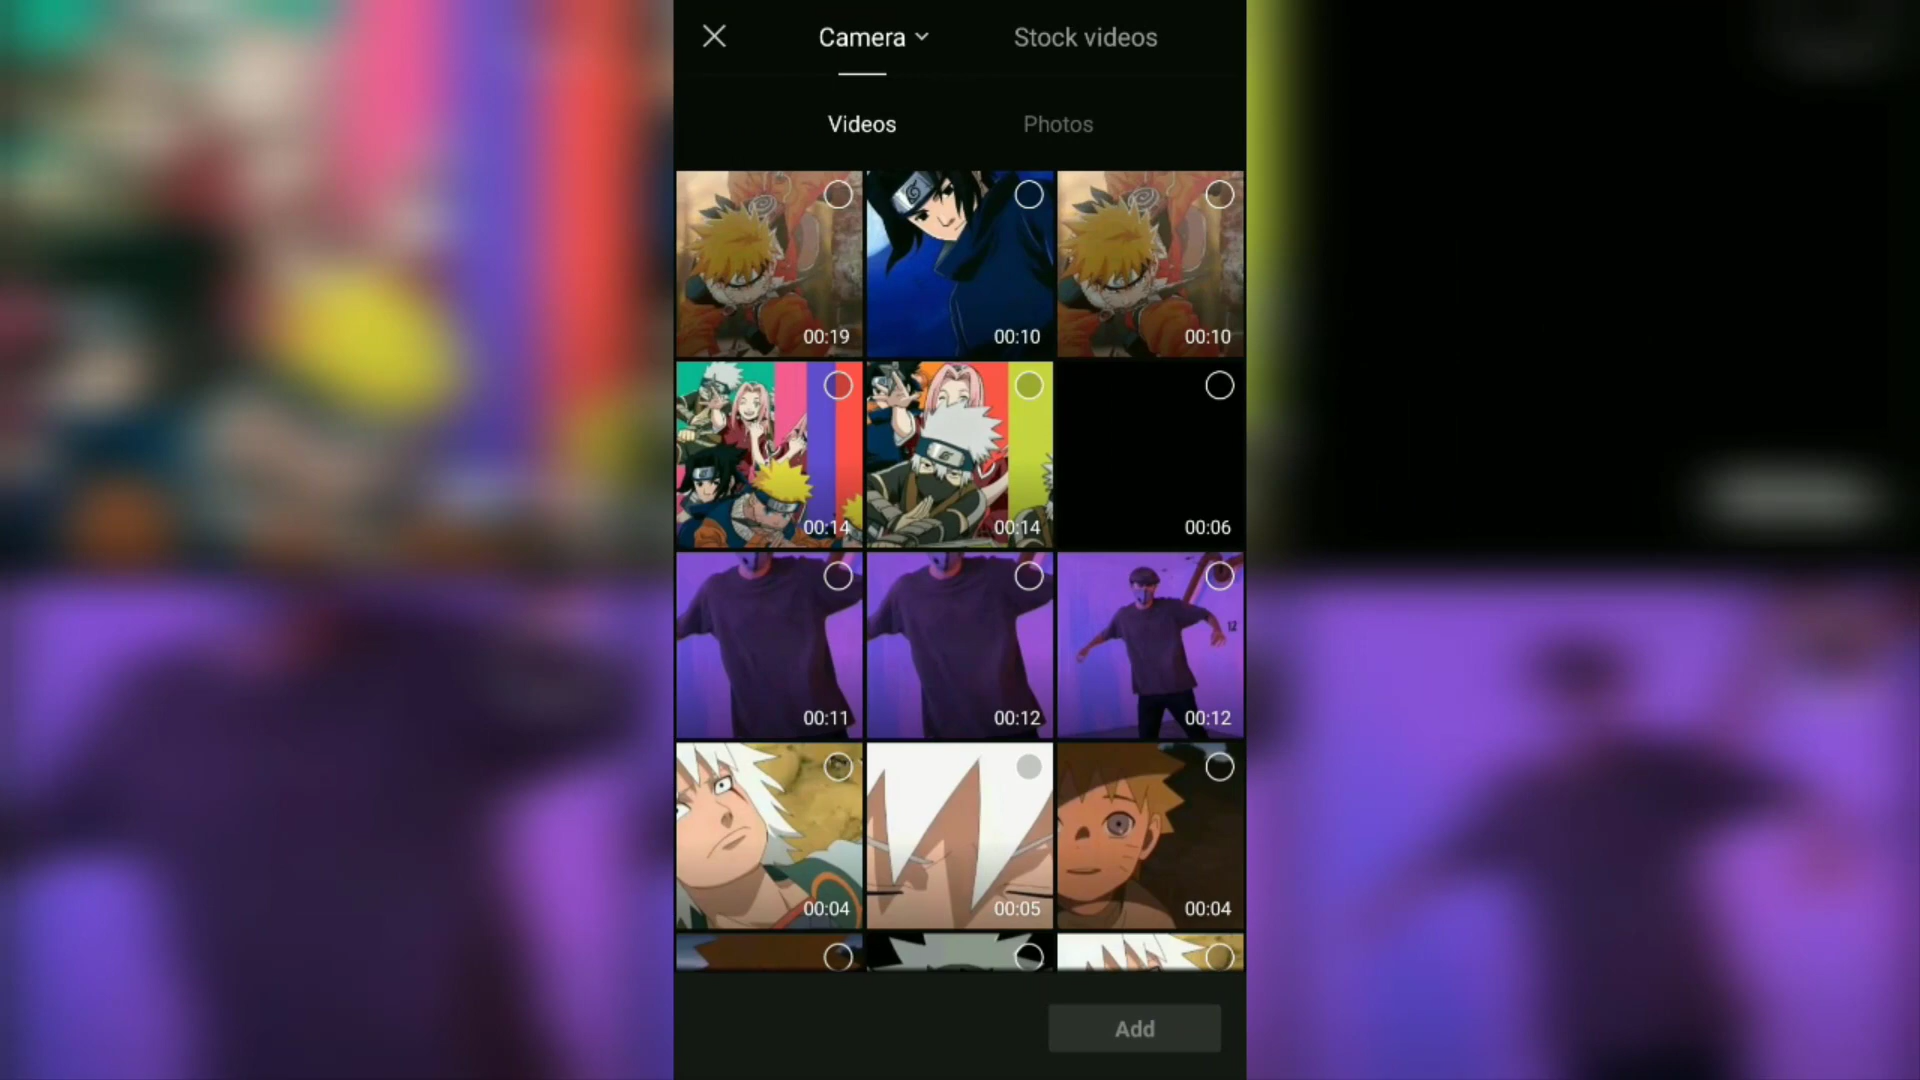 Camera Stock videos
Videos Photos
00:19 00:10 00:10
00:14 00:14 00:06
12
00:11 00:12 00:12
00:04 00:05 00:04
Add